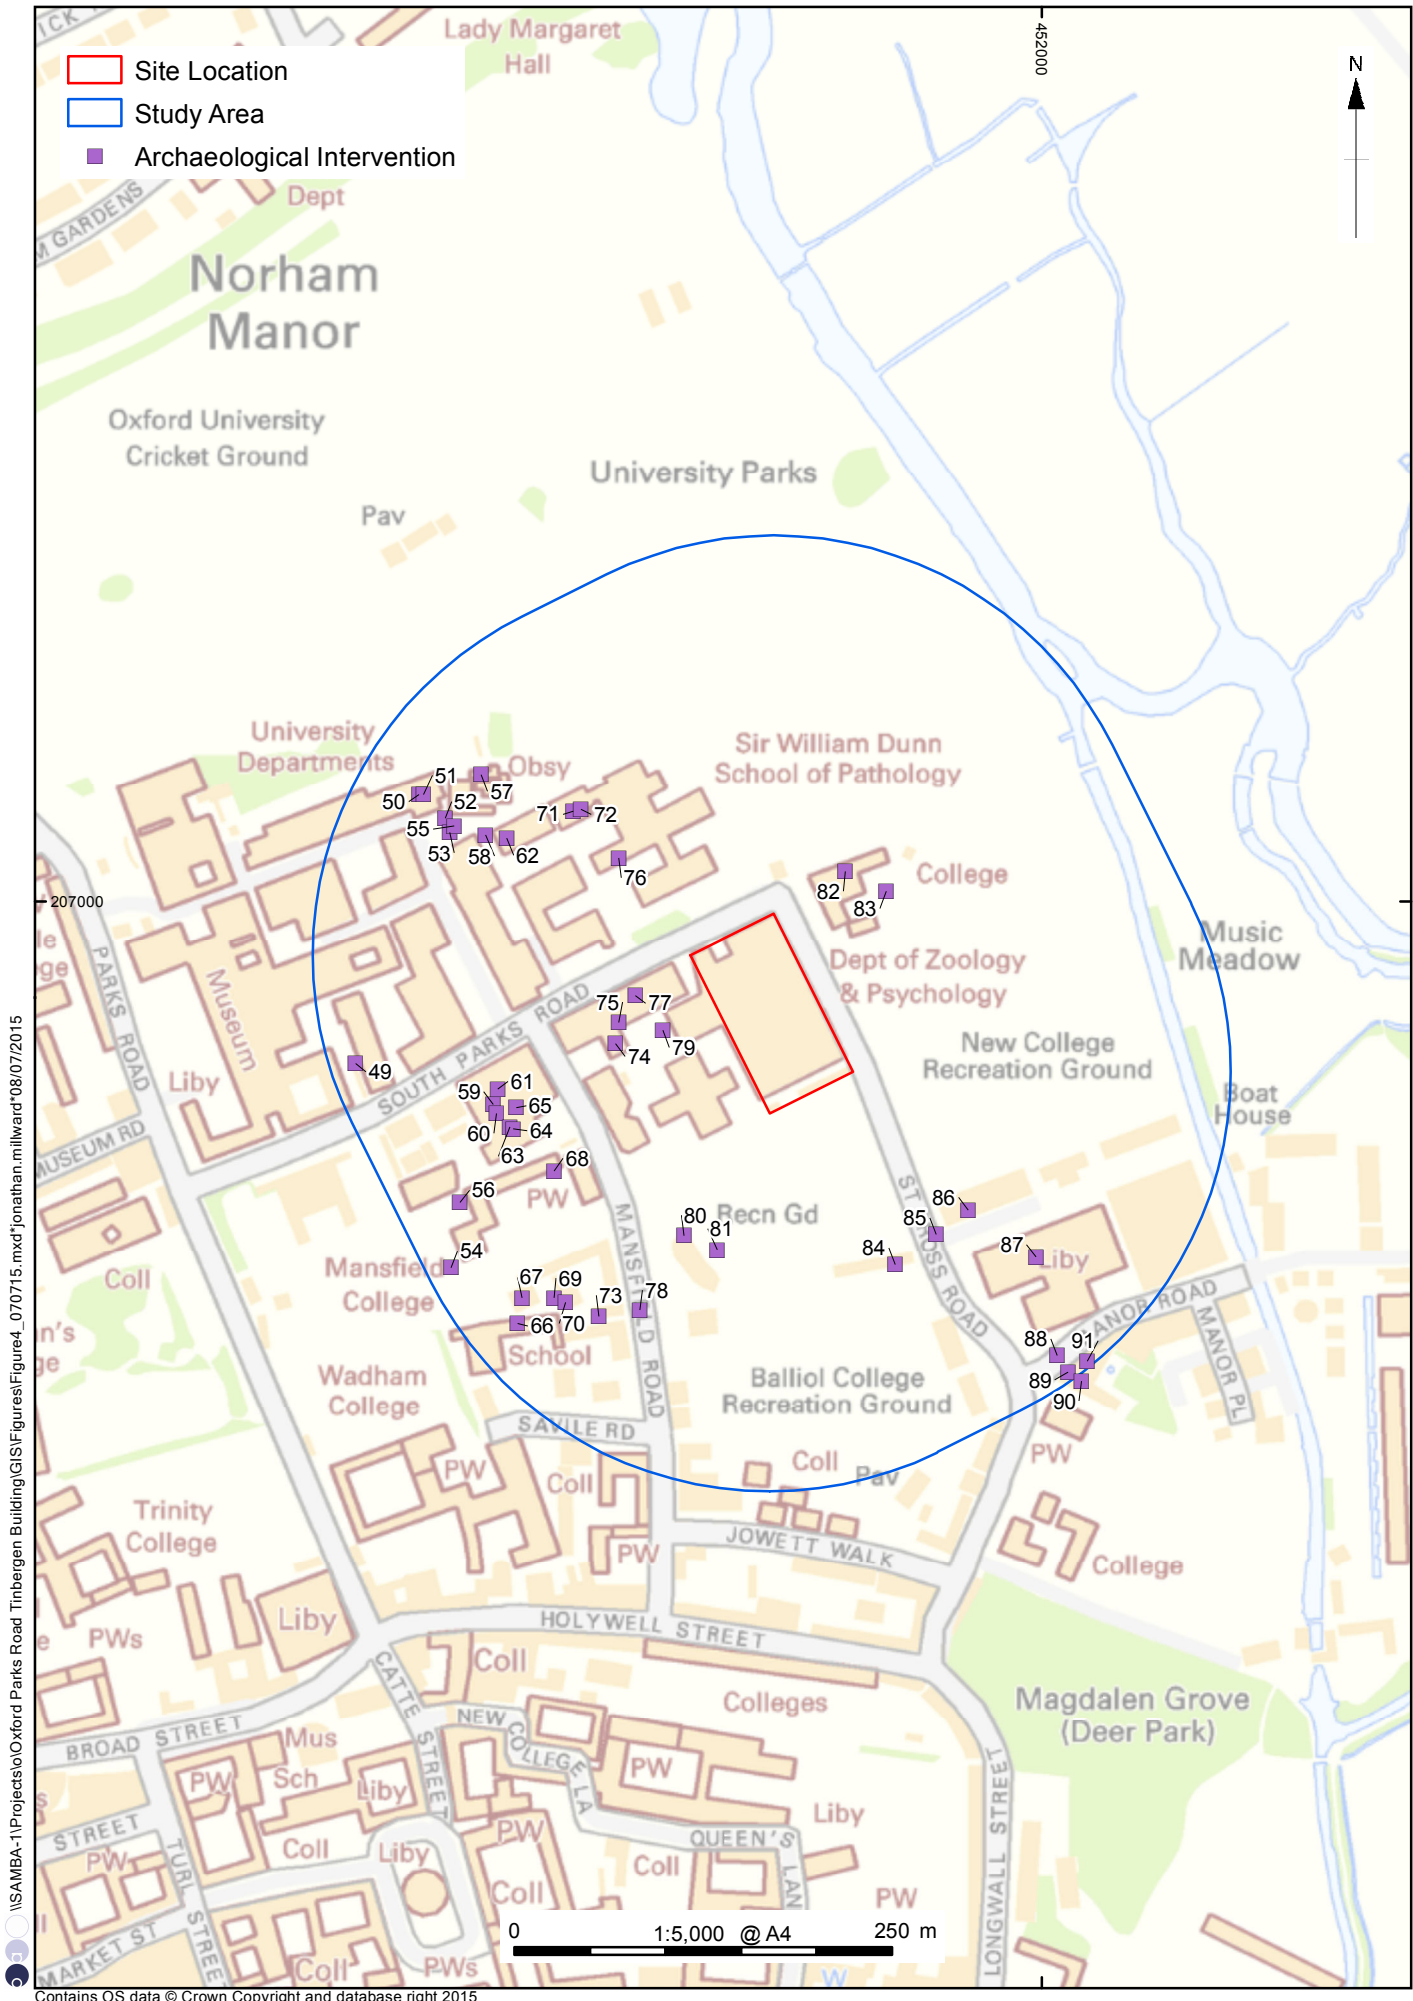 ICK
Lady Margaret
Hall
452000
N
Site Location
Study Area
Archaeological Intervention
Dept
M GARDENS
Norham
Manor
Oxford University
Cricket Ground
University Parks
Pav
University
Departments
Obsy
Sir William Dunn
School of Pathology
51
50
57
52
55
53
58
62
71
72
76
82
83
College
207000
le
ge
PARKS ROAD
Museum
Music
Meadow
Dept of Zoology
& Psychology
75
77
74
79
SOUTH PARKS ROAD
New College
Recreation Ground
49
Liby
Boat
House
59
61
65
60
64
63
MUSEUM RD
68
PW
56
MANSFIELD ROAD
80
81
Recn Gd
ST CROSS ROAD
86
85
84
87
Liby
Coll
Mansfield
College
54
67
69
73
78
66
70
School
MANOR ROAD
MANOR PL
n's
ge
Wadham
College
88
91
89
90
Balliol College
Recreation Ground
SAVILE RD
PW
PW
Coll
Coll
Pav
Trinity
College
PW
JOWETT WALK
College
Liby
HOLYWELL STREET
e
PWs
Coll
Colleges
Magdalen Grove
(Deer Park)
CATTE STREET
NEW COLLEGE LA
BROAD STREET
Mus
Sch
PW
Liby
PW
LONGWALL STREET
s
STREET
PW
TURL STREE
Coll
Liby
PW
QUEEN'S LAN
Liby
Coll
Coll
PW
ll
MARKET ST
Coll
PWs
W
0 1:5,000 @ A4 250 m
\\SAMBA-1\Projects\o\Oxford Parks Road Tinbergen Building\GIS\Figures\Figure4_070715.mxd*jonathan.millward*08/07/2015
Contains OS data © Crown Copyright and database right 2015